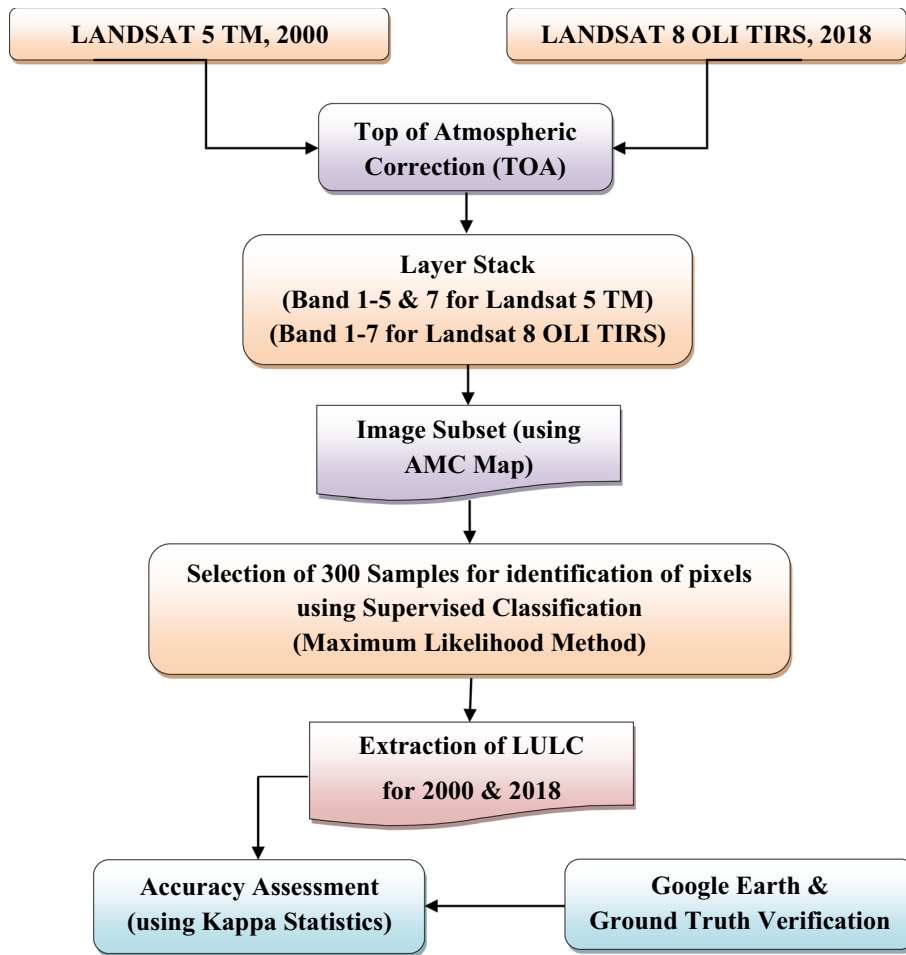 LANDSAT 5 TM, 2000
LANDSAT 8 OLI TIRS, 2018
Top of Atmospheric
Correction (TOA)
Layer Stack
(Band 1-5 & 7 for Landsat 5 TM)
(Band 1-7 for Landsat 8 OLI TIRS)
Image Subset (using
AMC Map)
Selection of 300 Samples for identification of pixels
using Supervised Classification
(Maximum Likelihood Method)
Extraction of LULC
for 2000 & 2018
Accuracy Assessment
(using Kappa Statistics)
Google Earth &
Ground Truth Verification